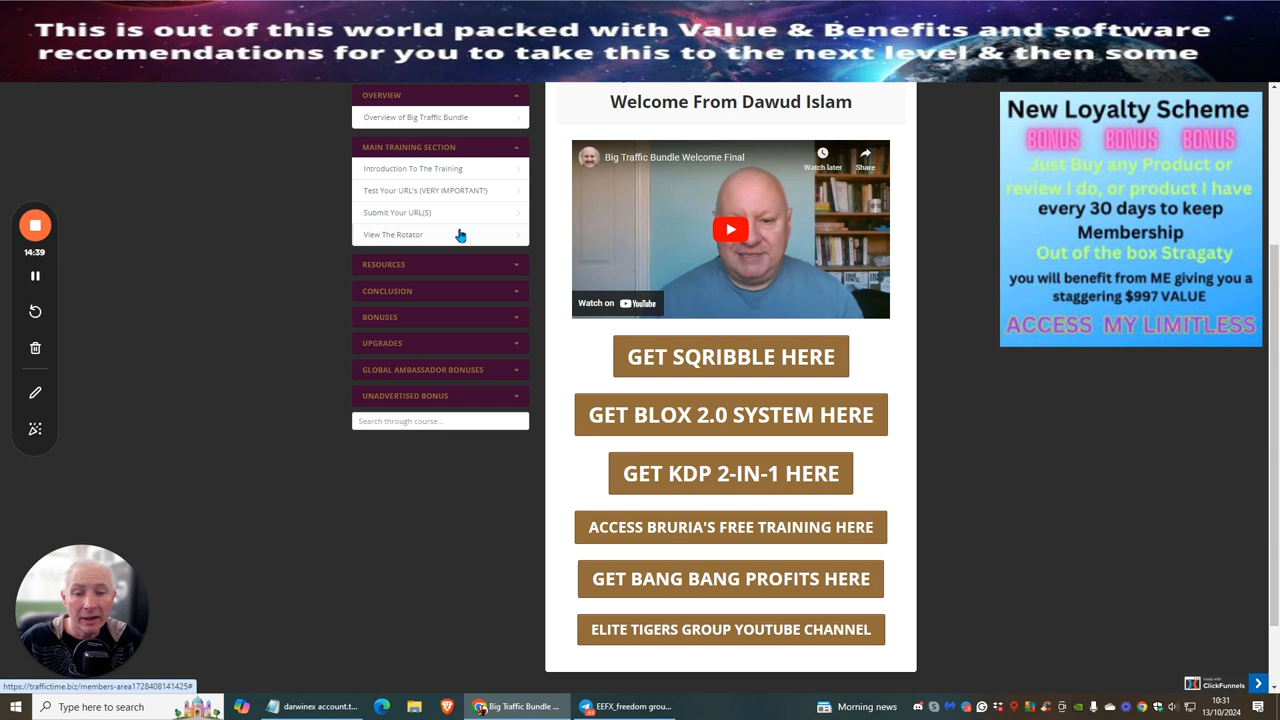 This is out of this world packed with Value & Benefits and software
recomendations for you to take this to the next level & then some
OVERVIEW
Overview of Big Traffic Bundle
MAIN TRAINING SECTION
Introduction To The Training
Test Your URL's (VERY IMPORTANT!)
Submit Your URL(S)
View The Rotator
RESOURCES
CONCLUSION
BONUSES
UPGRADES
GLOBAL AMBASSADOR BONUSES
UNADVERTISED BONUS
Search through course...
14:39
Welcome From Dawud Islam
Big Traffic Bundle Welcome Final
Watch later
Share
Watch on YouTube
GET SQRIBBLE HERE
GET BLOX 2.0 SYSTEM HERE
GET KDP 2-IN-1 HERE
ACCESS BRURIA'S FREE TRAINING HERE
GET BANG BANG PROFITS HERE
ELITE TIGERS GROUP YOUTUBE CHANNEL
New Loyalty Scheme
BONUS BONUS BONUS
Just Buy any Product or
review I do, or product I have
every 30 days to keep
Membership
Out of the box Stragaty
you will benefit from ME giving you a
staggering $997 VALUE
ACCESS MY LIMITLESS
made with
ClickFunnels
https://traffictime.biz/members-area1728408141425#
Type here to search
darwinex account.t...
Big Traffic Bundle ...
EEFX_freedom grou...
Morning news
10:31
13/10/2024